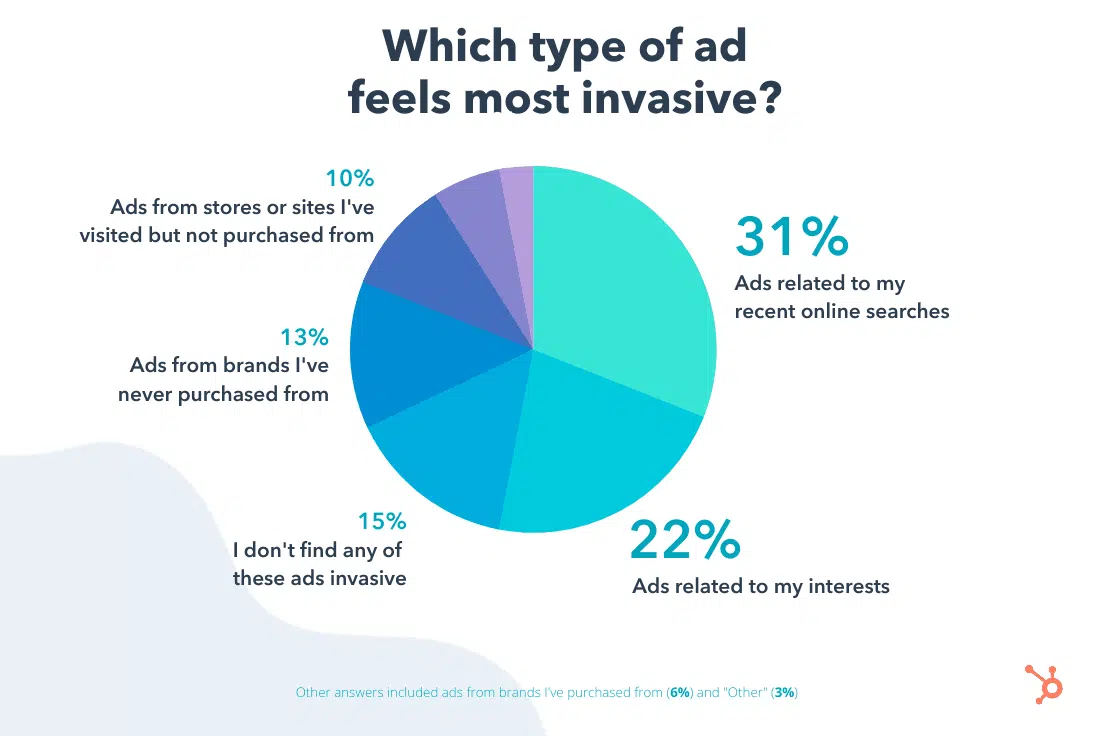 Which type of ad
feels most invasive?
10%
Ads from stores or sites I've
visited but not purchased from
31%
Ads related to my
recent online searches
13%
Ads from brands I've
never purchased from
15%
I don't find any of
these ads invasive
22%
Ads related to my interests
Other answers included ads from brands I've purchased from (6%) and "Other" (3%)